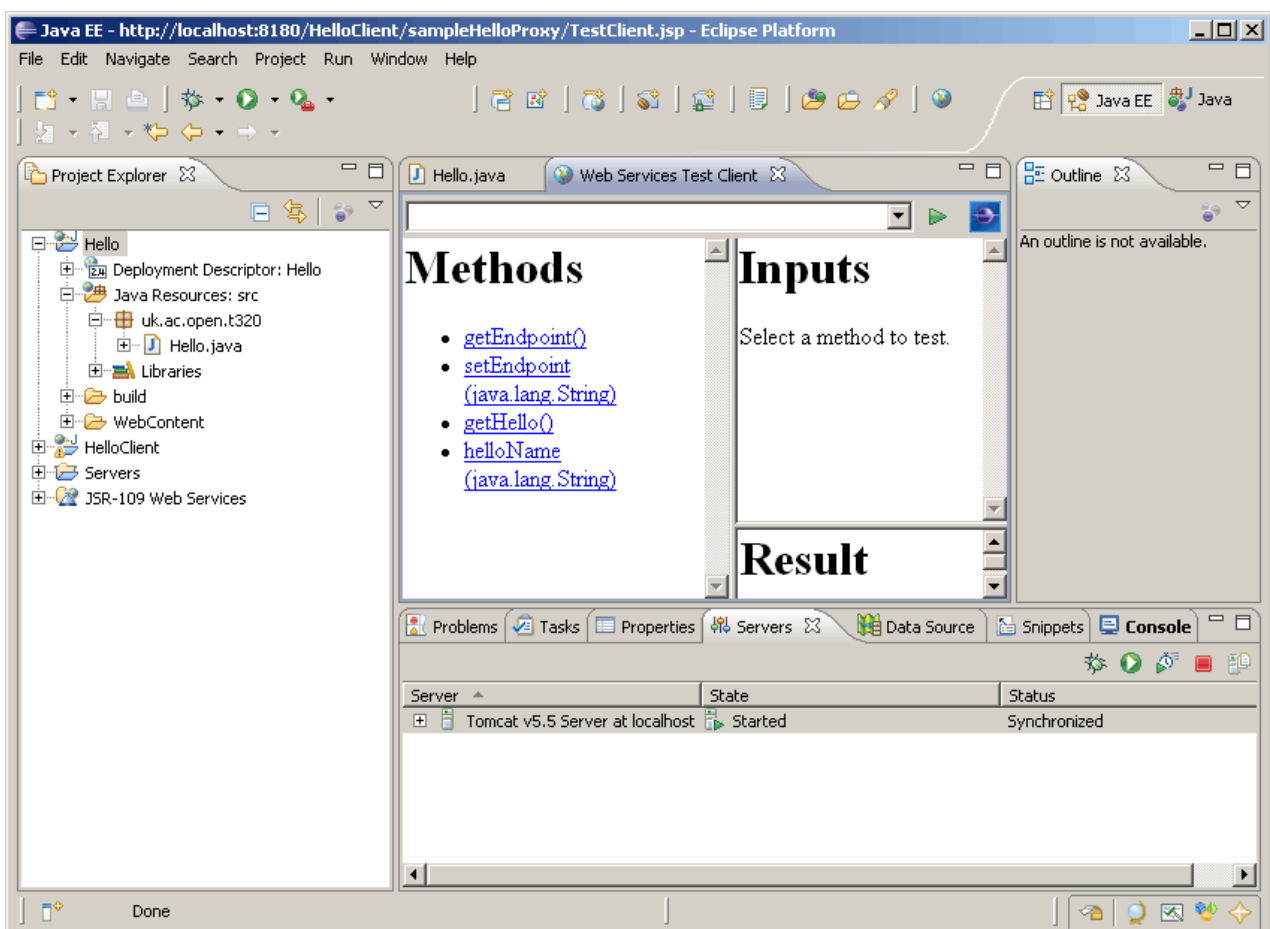 Java EE - http://localhost:8180/HelloClient/sampleHelloProxy/TestClient.jsp - Eclipse Platform
File Edit Navigate Search Project Run Window Help
Java EE Java
Project Explorer
Hello
2.4 Deployment Descriptor: Hello
Java Resources: src
uk.ac.open.t320
J Hello.java
Libraries
build
WebContent
HelloClient
Servers
JSR-109 Web Services
J Hello.java Web Services Test Client
Methods
getEndpoint()
setEndpoint
(java.lang.String)
getHello()
helloName
(java.lang.String)
Inputs
Select a method to test.
Result
Outline
An outline is not available.
Problems Tasks Properties Servers Data Source Snippets Console
Server State Status
Tomcat v5.5 Server at localhost Started Synchronized
Done